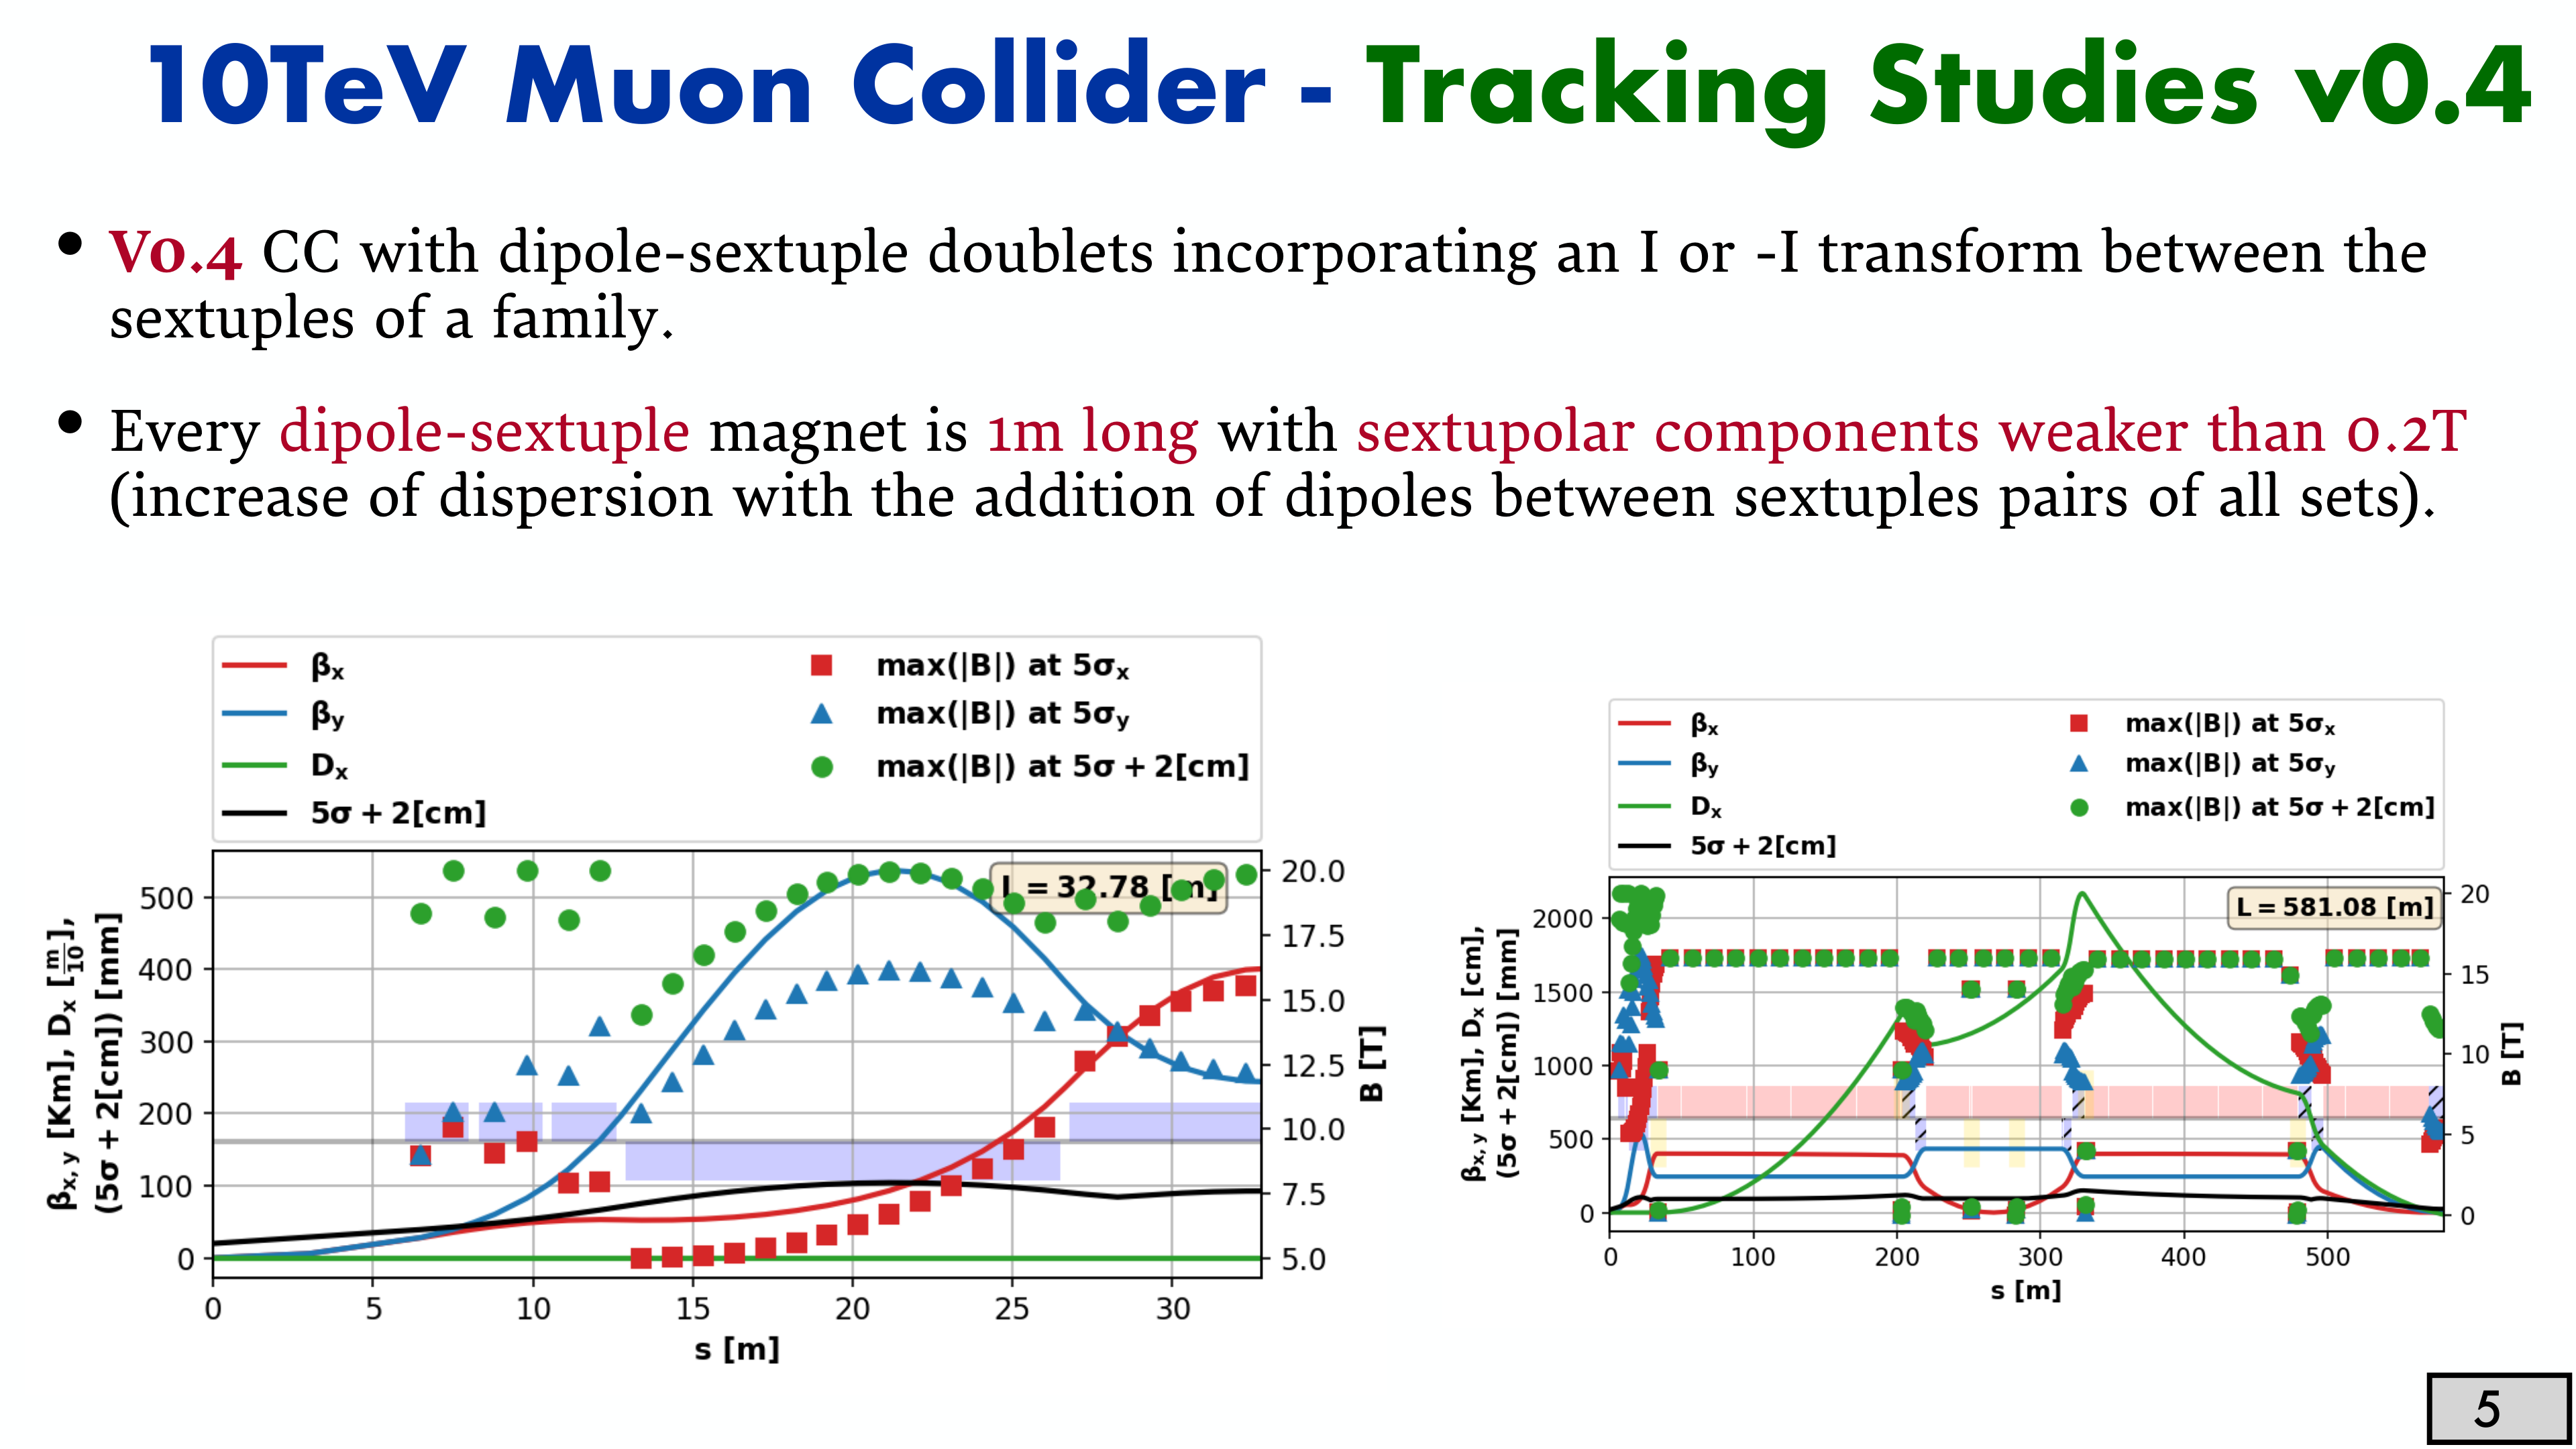 10TeV Muon Collider - Tracking Studies v0.4
• V0.4 CC with dipole-sextuple doublets incorporating an I or -I transform between the
sextuples of a family.
• Every dipole-sextuple magnet is 1m long with sextupolar components weaker than 0.2T
(increase of dispersion with the addition of dipoles between sextuples pairs of all sets).
βx
βy
Dx
5σ + 2[cm]
max(|B|) at 5σx
max(|B|) at 5σy
max(|B|) at 5σ + 2[cm]
L = 32.78 [m]
500
400
300
200
100
0
βx, y [Km], Dx [m/10],
(5σ + 2[cm]) [mm]
20.0
17.5
15.0
12.5
10.0
7.5
5.0
B [T]
0 5 10 15 20 25 30
s [m]
βx
βy
Dx
5σ + 2[cm]
max(|B|) at 5σx
max(|B|) at 5σy
max(|B|) at 5σ + 2[cm]
L = 581.08 [m]
2000
1500
1000
500
0
βx, y [Km], Dx [cm],
(5σ + 2[cm]) [mm]
20
15
10
5
0
B [T]
0 100 200 300 400 500
s [m]
5